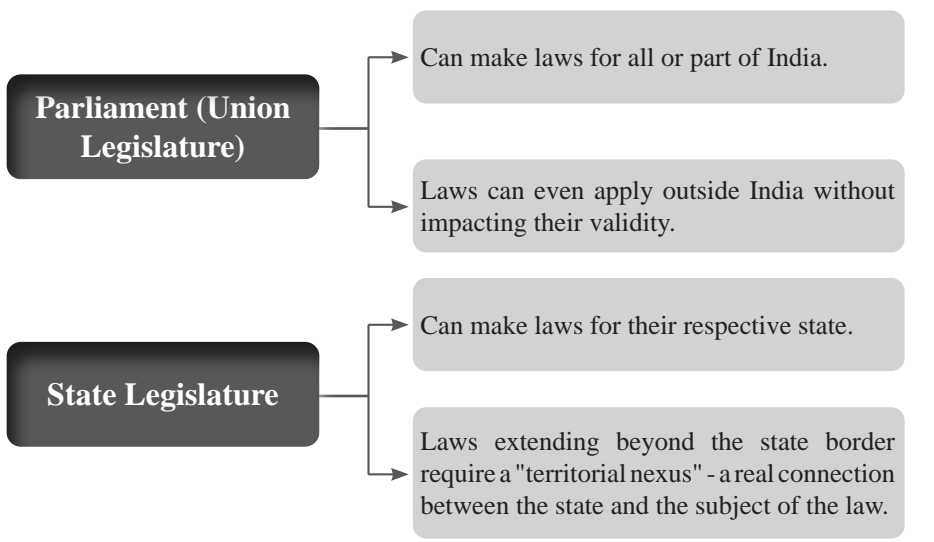 Parliament (Union
Legislature)
Can make laws for all or part of India.
Laws can even apply outside India without
impacting their validity.
State Legislature
Can make laws for their respective state.
Laws extending beyond the state border
require a "territorial nexus" - a real connection
between the state and the subject of the law.